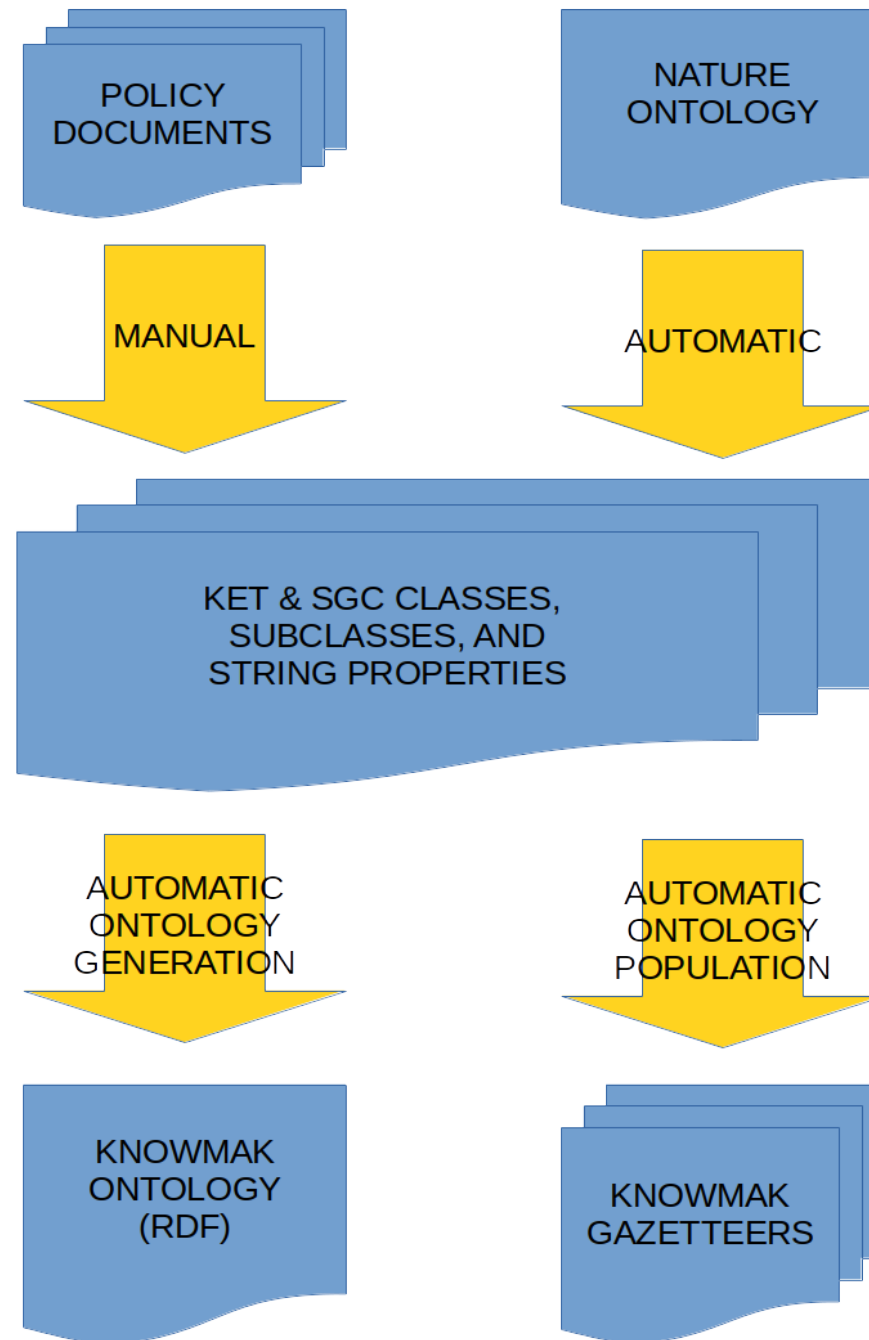 POLICY
DOCUMENTS
NATURE
ONTOLOGY
MANUAL
AUTOMATIC
KET & SGC CLASSES,
SUBCLASSES, AND
STRING PROPERTIES
AUTOMATIC
ONTOLOGY
GENERATION
AUTOMATIC
ONTOLOGY
POPULATION
KNOWMAK
ONTOLOGY
(RDF)
KNOWMAK
GAZETTEERS